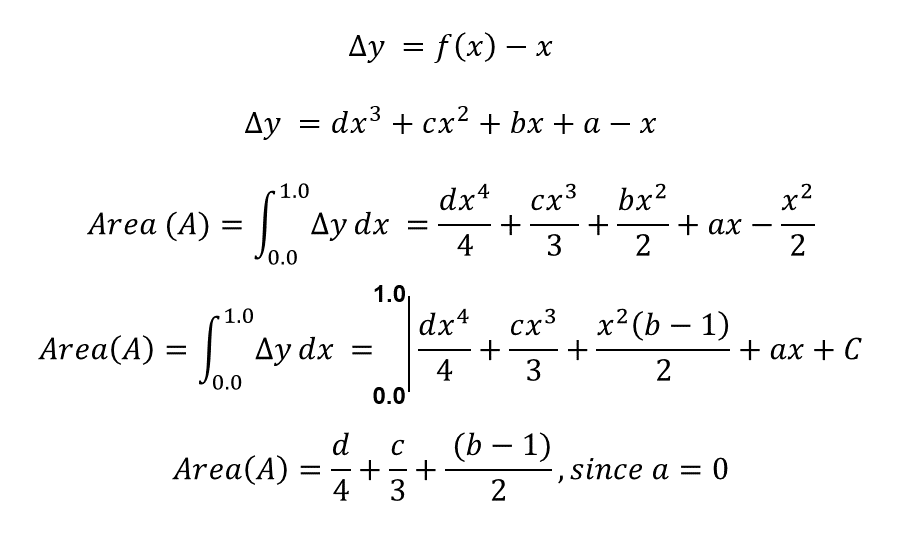 Δy = f(x) − x
Δy = dx³ + cx² + bx + a − x
Area (A) = ∫_{0.0}^{1.0} Δy dx = dx⁴/4 + cx³/3 + bx²/2 + ax − x²/2
Area(A) = ∫_{0.0}^{1.0} Δy dx = |_{0.0}^{1.0} dx⁴/4 + cx³/3 + x²(b − 1)/2 + ax + C
Area(A) = d/4 + c/3 + (b − 1)/2 , since a = 0